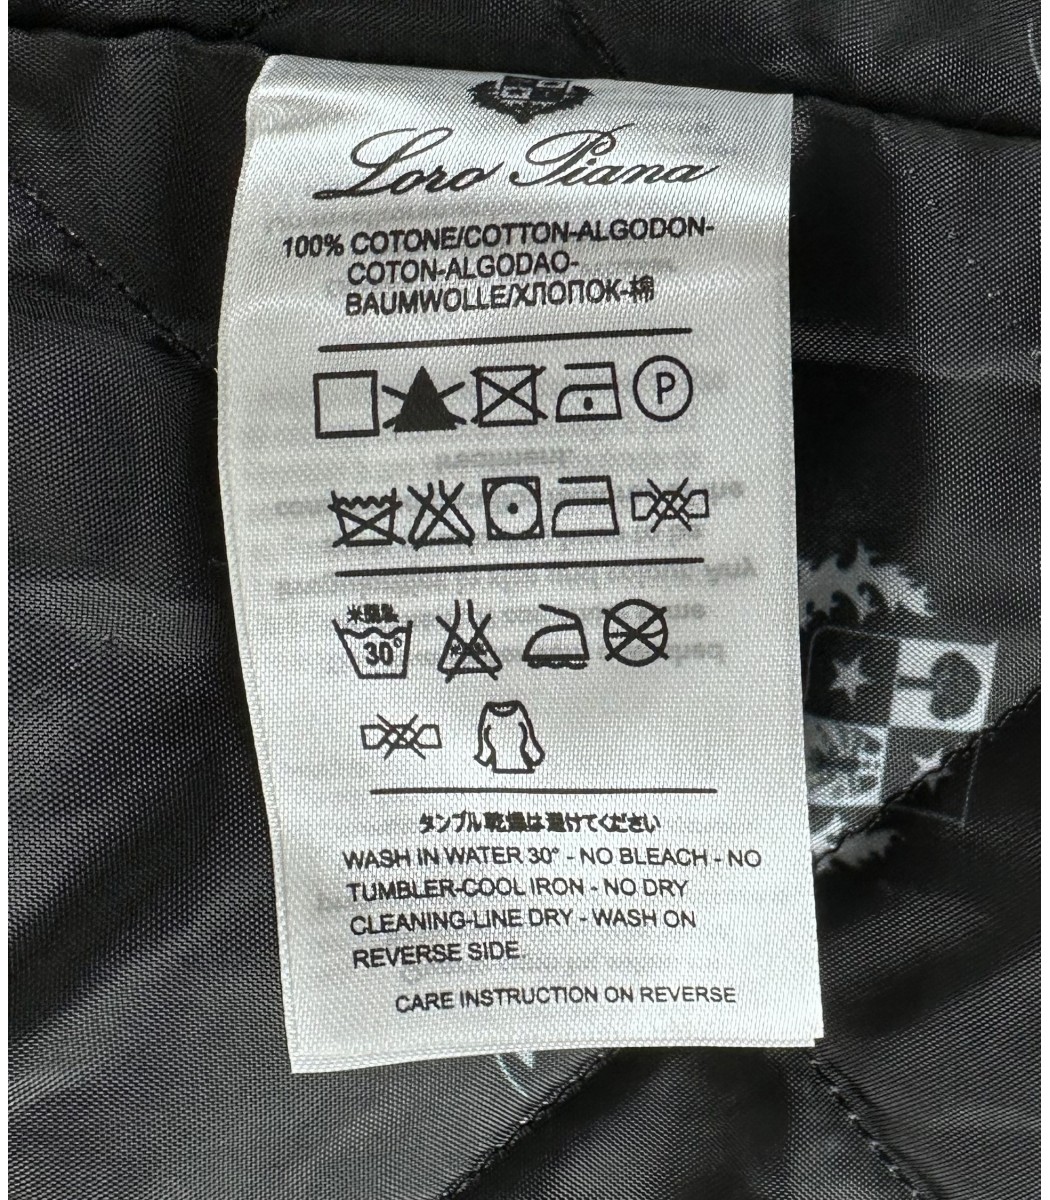 Loro Piana
100% COTONE/COTTON-ALGODON-
COTON-ALGODAO-
BAUMWOLLE/ХЛОПОК-棉
P
30°
タンブル乾燥は避けてください
WASH IN WATER 30° - NO BLEACH - NO
TUMBLER-COOL IRON - NO DRY
CLEANING-LINE DRY - WASH ON
REVERSE SIDE.
CARE INSTRUCTION ON REVERSE